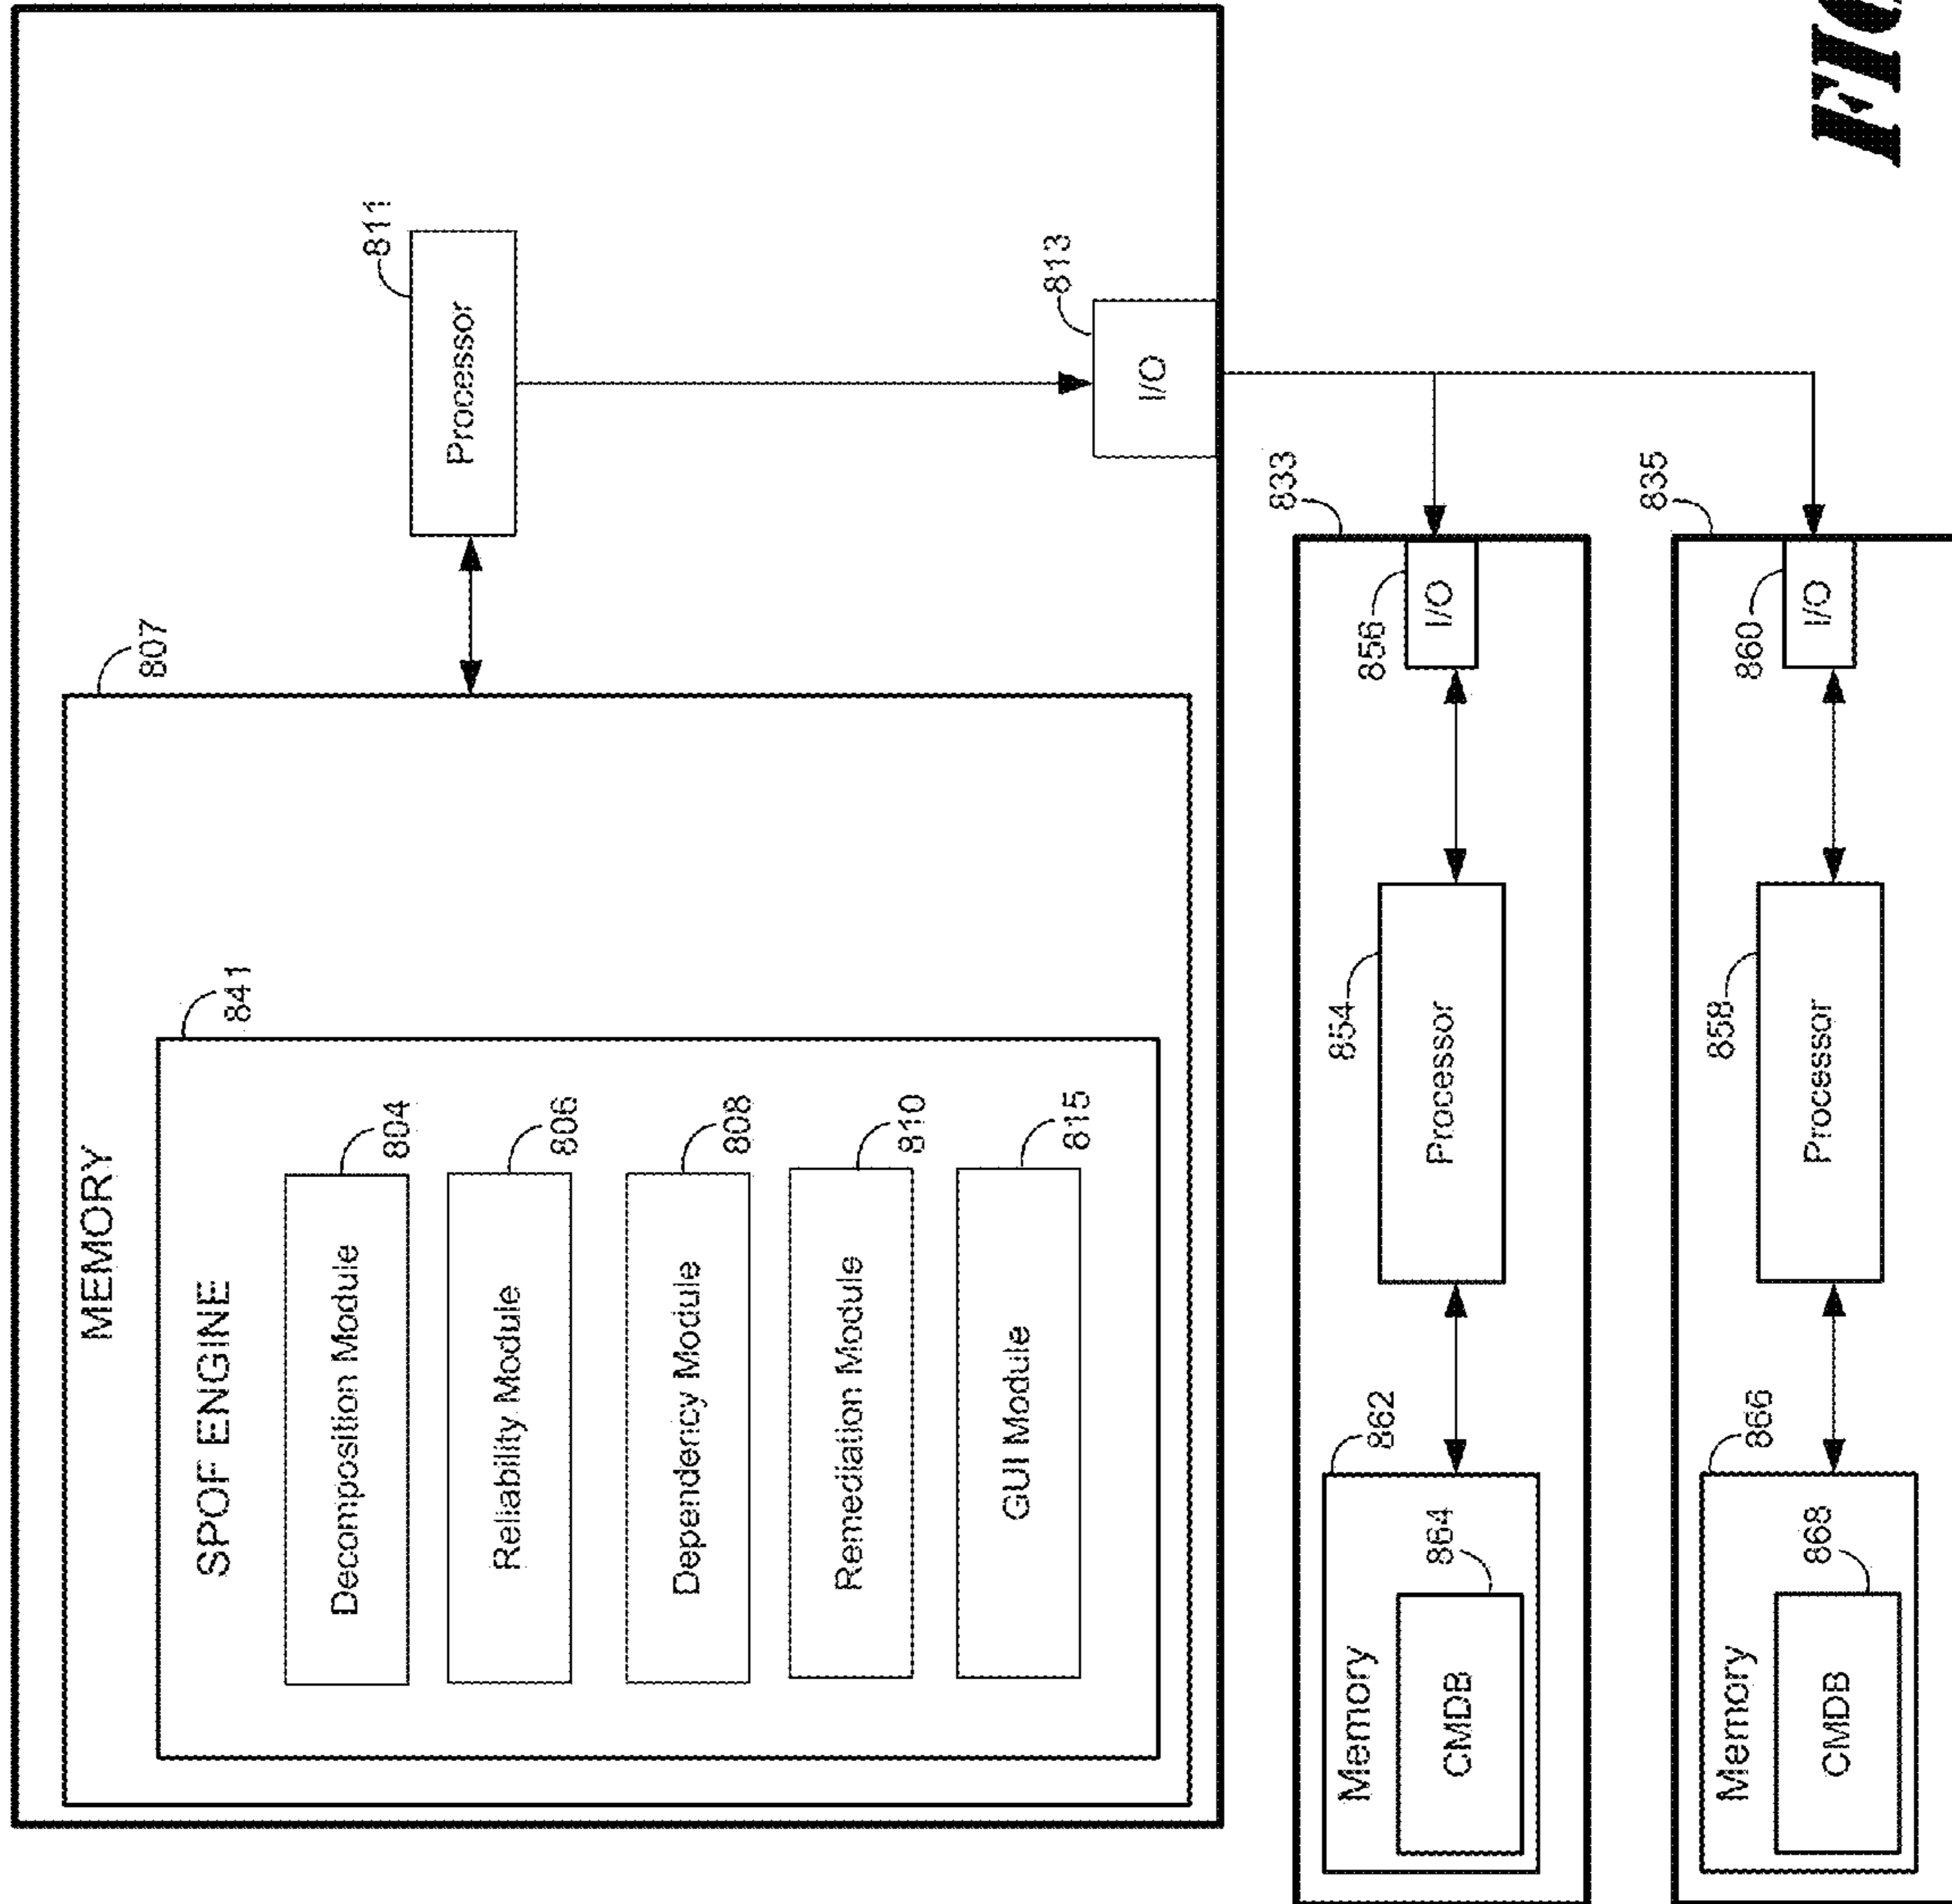 MEMORY
807
SPOF ENGINE
841
Decomposition Module
804
Reliability Module
806
Dependency Module
808
Remediation Module
810
GUI Module
815
Processor
811
I/O
813
833
Memory
862
CMDB
864
Processor
854
I/O
856
835
Memory
866
CMDB
868
Processor
858
I/O
860